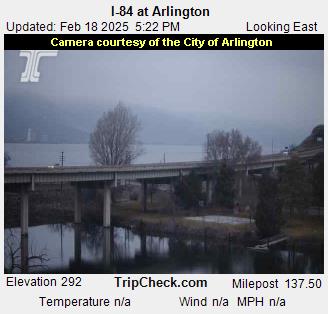 I-84 at Arlington
Updated: Feb 18 2025 5:22 PM Looking East
Camera courtesy of the City of Arlington
Elevation 292 TripCheck.com Milepost 137.50
Temperature n/a Wind n/a MPH n/a